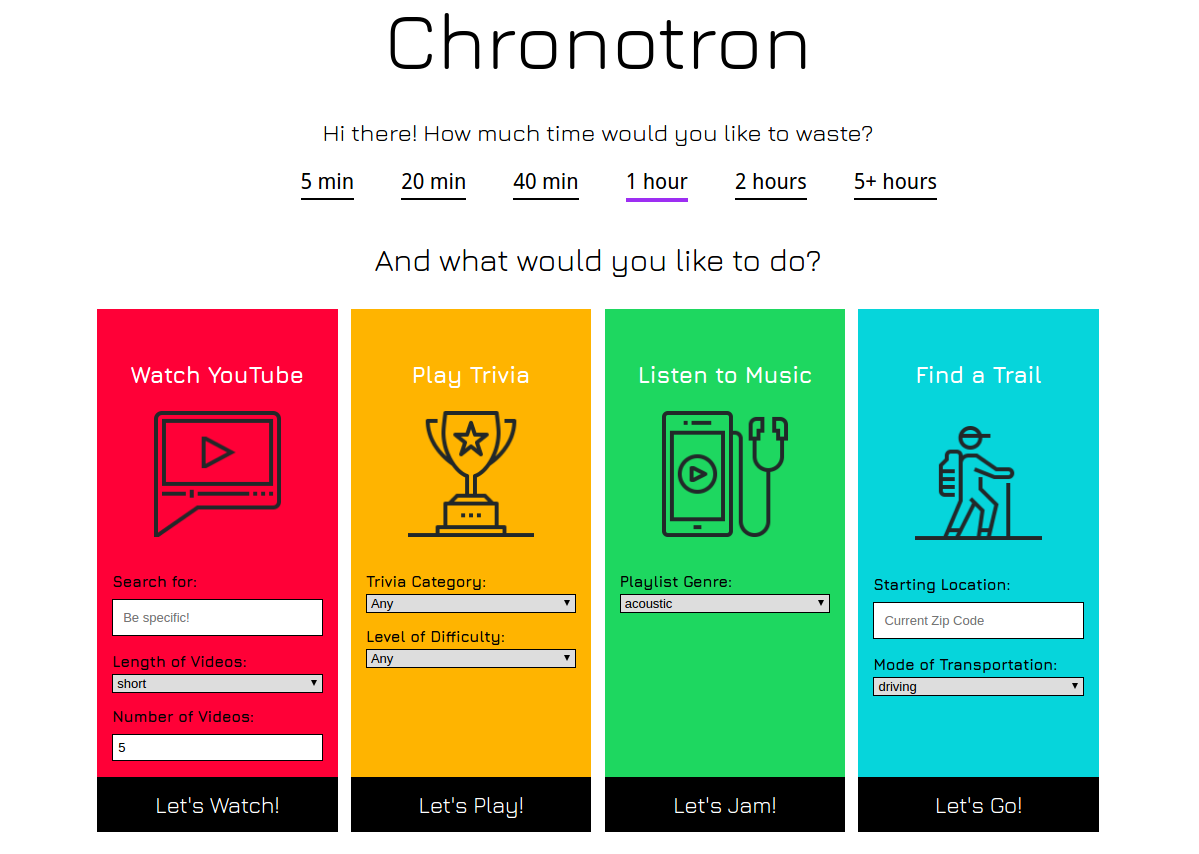 Chronotron
Hi there! How much time would you like to waste?
5 min 20 min 40 min 1 hour 2 hours 5+ hours
And what would you like to do?
Watch YouTube
Search for:
Be specific!
Length of Videos:
short
Number of Videos:
5
Let's Watch!
Play Trivia
Trivia Category:
Any
Level of Difficulty:
Any
Let's Play!
Listen to Music
Playlist Genre:
acoustic
Let's Jam!
Find a Trail
Starting Location:
Current Zip Code
Mode of Transportation:
driving
Let's Go!